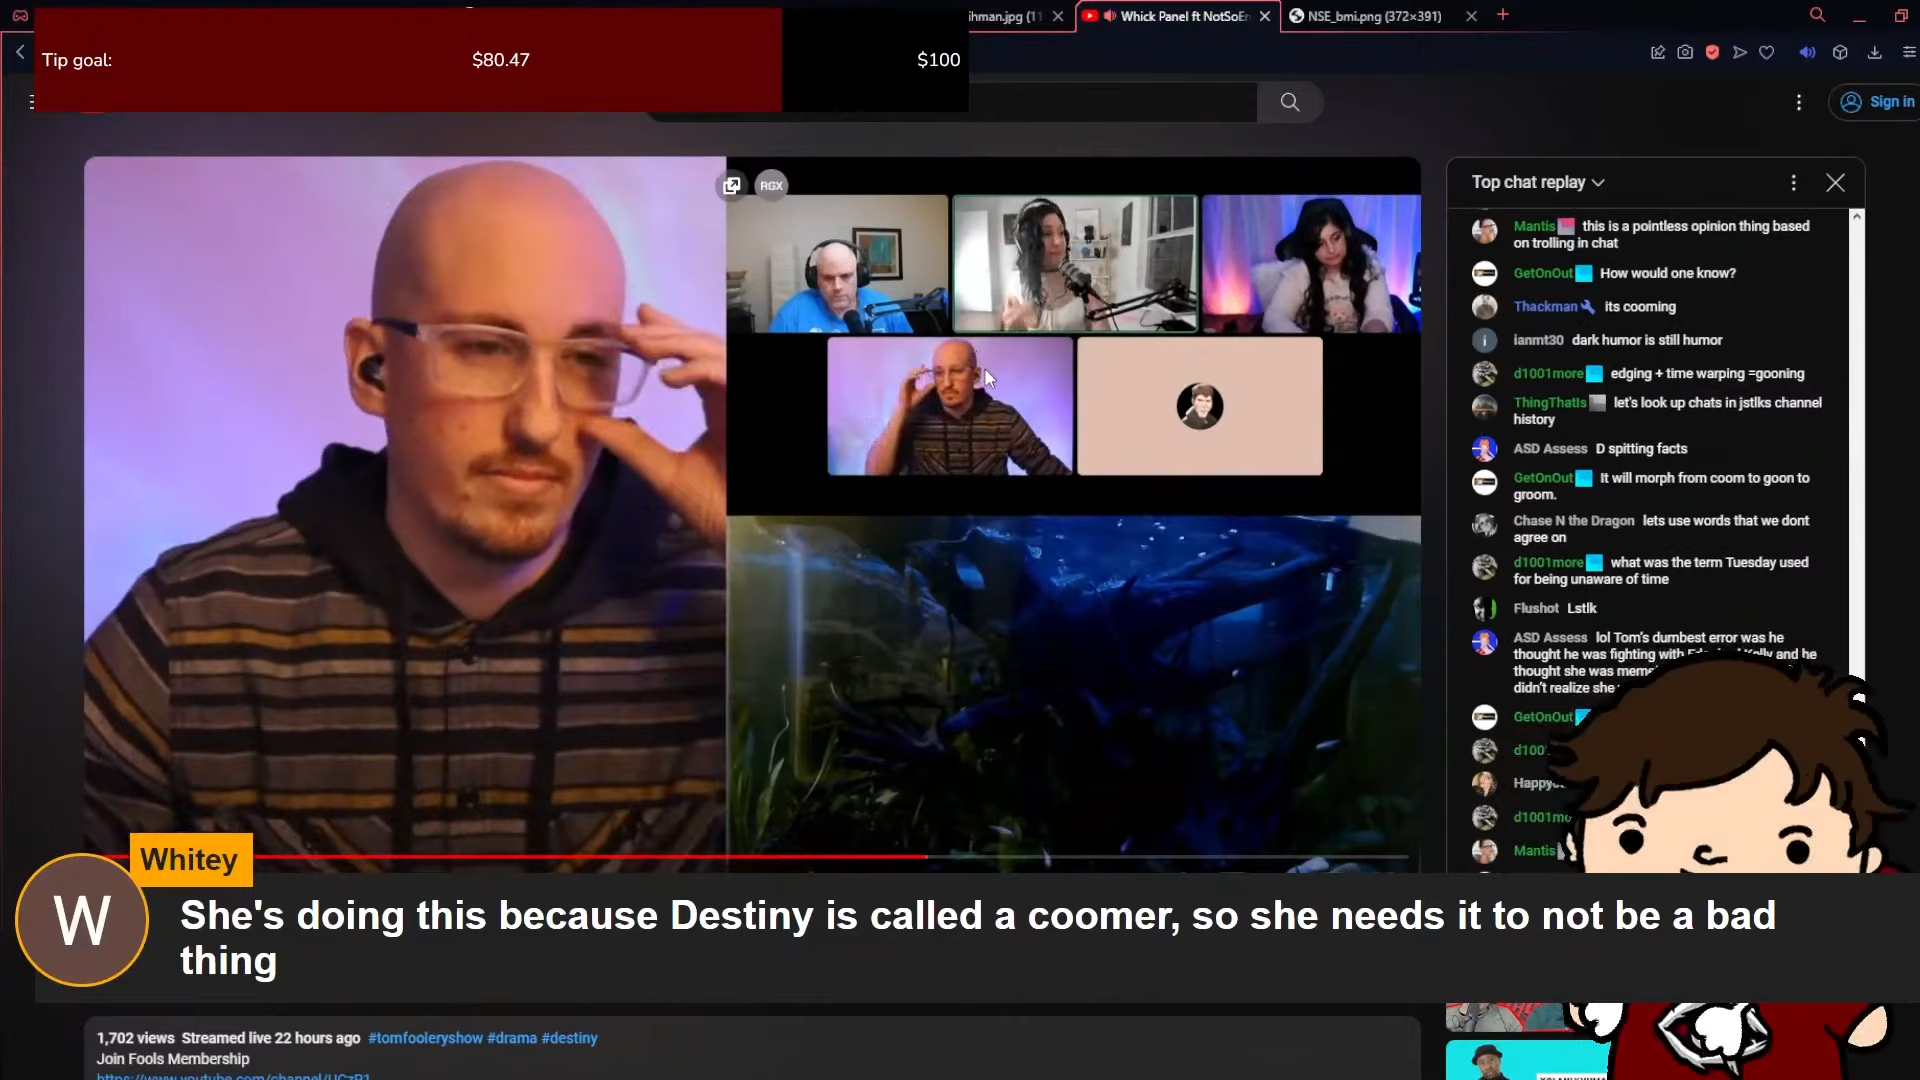 ihman.jpg (11
Whick Panel ft NotSoEr
NSE_bmi.png (372×391)
Tip goal:
$80.47
$100
Sign in
RGX
Top chat replay
Mantis this is a pointless opinion thing based
on trolling in chat
GetOnOut How would one know?
Thackman its cooming
ianmt30 dark humor is still humor
d1001more edging + time warping =gooning
ThingThatIs let's look up chats in jstlks channel
history
ASD Assess D spitting facts
GetOnOut It will morph from coom to goon to
groom.
Chase N the Dragon lets use words that we dont
agree on
d1001more what was the term Tuesday used
for being unaware of time
Flushot Lstlk
ASD Assess lol Tom's dumbest error was he
thought he was fighting with and he
thought she was
didn't realize she
GetOnOut
Mantis
Whitey
W
She's doing this because Destiny is called a coomer, so she needs it to not be a bad
thing
1,702 views Streamed live 22 hours ago #tomfooleryshow #drama #destiny
Join Fools Membership